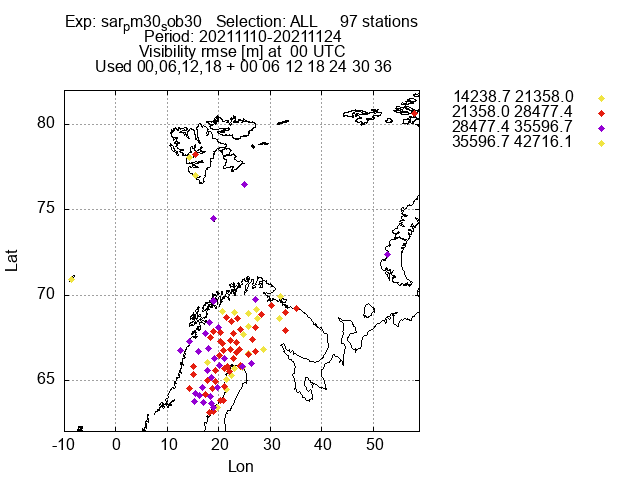 Exp: sarpm30sob30 Selection: ALL 97 stations
Period: 20211110-20211124
Visibility rmse [m] at 00 UTC
Used 00,06,12,18 + 00 06 12 18 24 30 36
14238.7 21358.0
21358.0 28477.4
28477.4 35596.7
35596.7 42716.1
80
75
70
65
Lat
-10 0 10 20 30 40 50
Lon